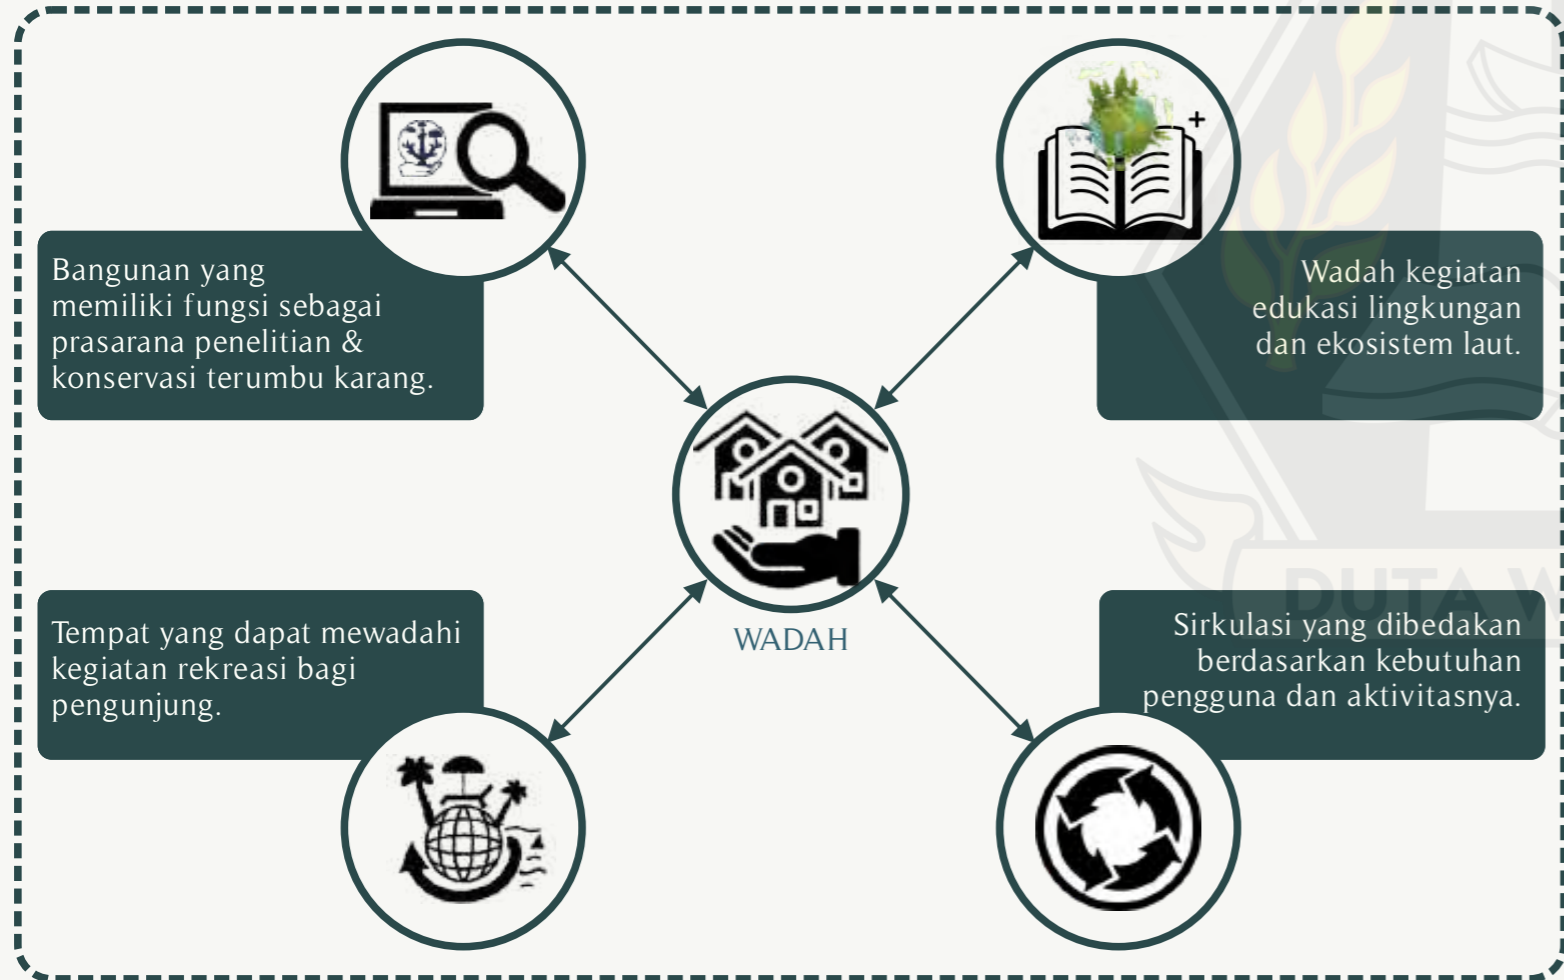 Bangunan yang
memiliki fungsi sebagai
prasarana penelitian &
konservasi terumbu karang.
Wadah kegiatan
edukasi lingkungan
dan ekosistem laut.
WADAH
Tempat yang dapat mewadahi
kegiatan rekreasi bagi
pengunjung.
Sirkulasi yang dibedakan
berdasarkan kebutuhan
pengguna dan aktivitasnya.
DUTA W